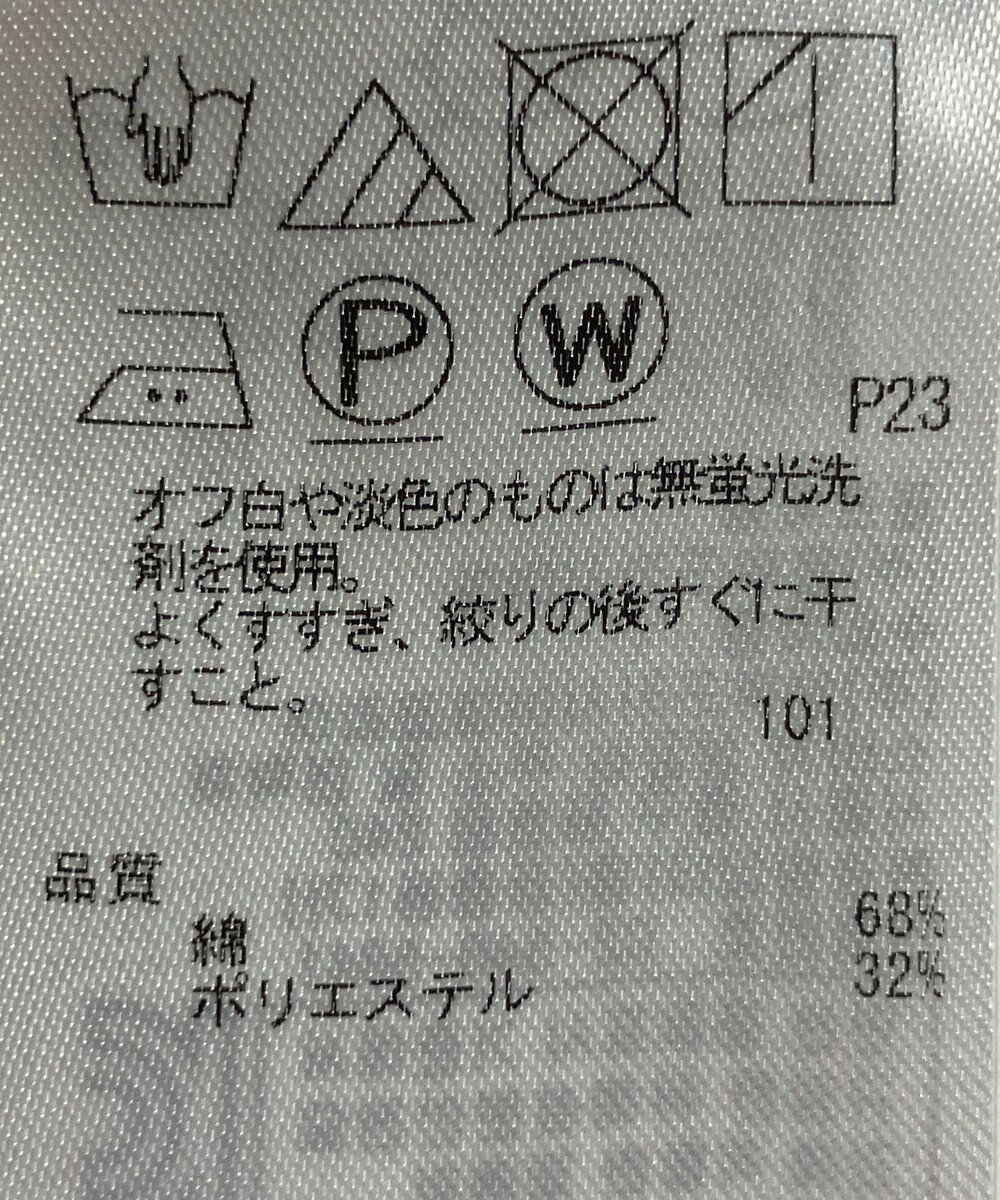 P
W
P23
オフ白や淡色のものは無蛍光洗
剤を使用。
よくすすぎ、絞りの後すぐに干
すこと。
101
品質
綿 68%
ポリエステル 32%